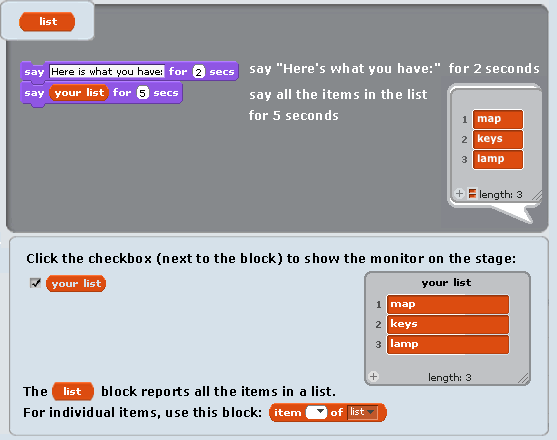 list
say Here is what you have: for 2 secs
say "Here's what you have:" for 2 seconds
say your list for 5 secs
say all the items in the list
for 5 seconds
1 map
2 keys
3 lamp
+ length: 3
Click the checkbox (next to the block) to show the monitor on the stage:
your list
your list
1 map
2 keys
3 lamp
+ length: 3
The list block reports all the items in a list.
For individual items, use this block: item of list